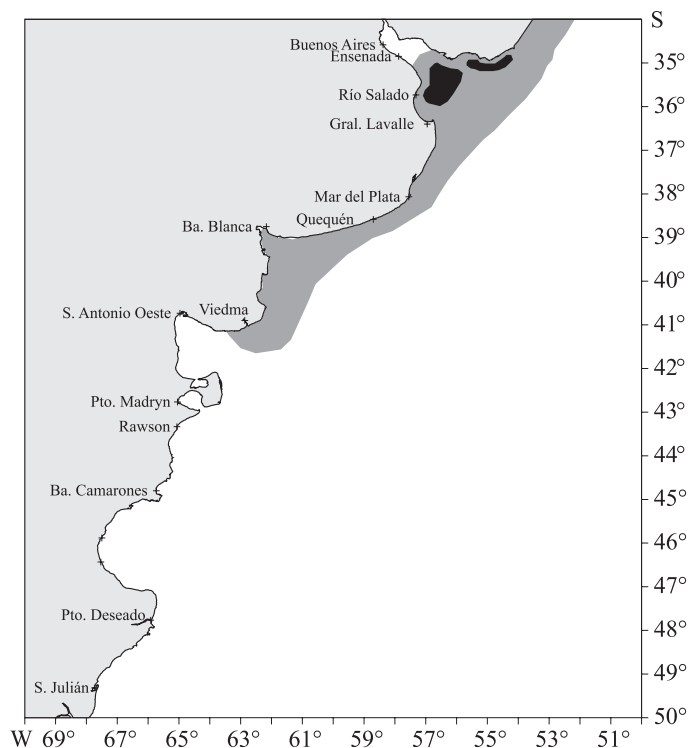 S
Buenos Aires
Ensenada
35°
Río Salado
36°
Gral. Lavalle
37°
Mar del Plata
38°
Quequén
Ba. Blanca
39°
40°
Viedma
S. Antonio Oeste
41°
42°
Pto. Madryn
43°
Rawson
44°
Ba. Camarones
45°
46°
47°
Pto. Deseado
48°
S. Julián
49°
50°
W 69° 67° 65° 63° 61° 59° 57° 55° 53° 51°